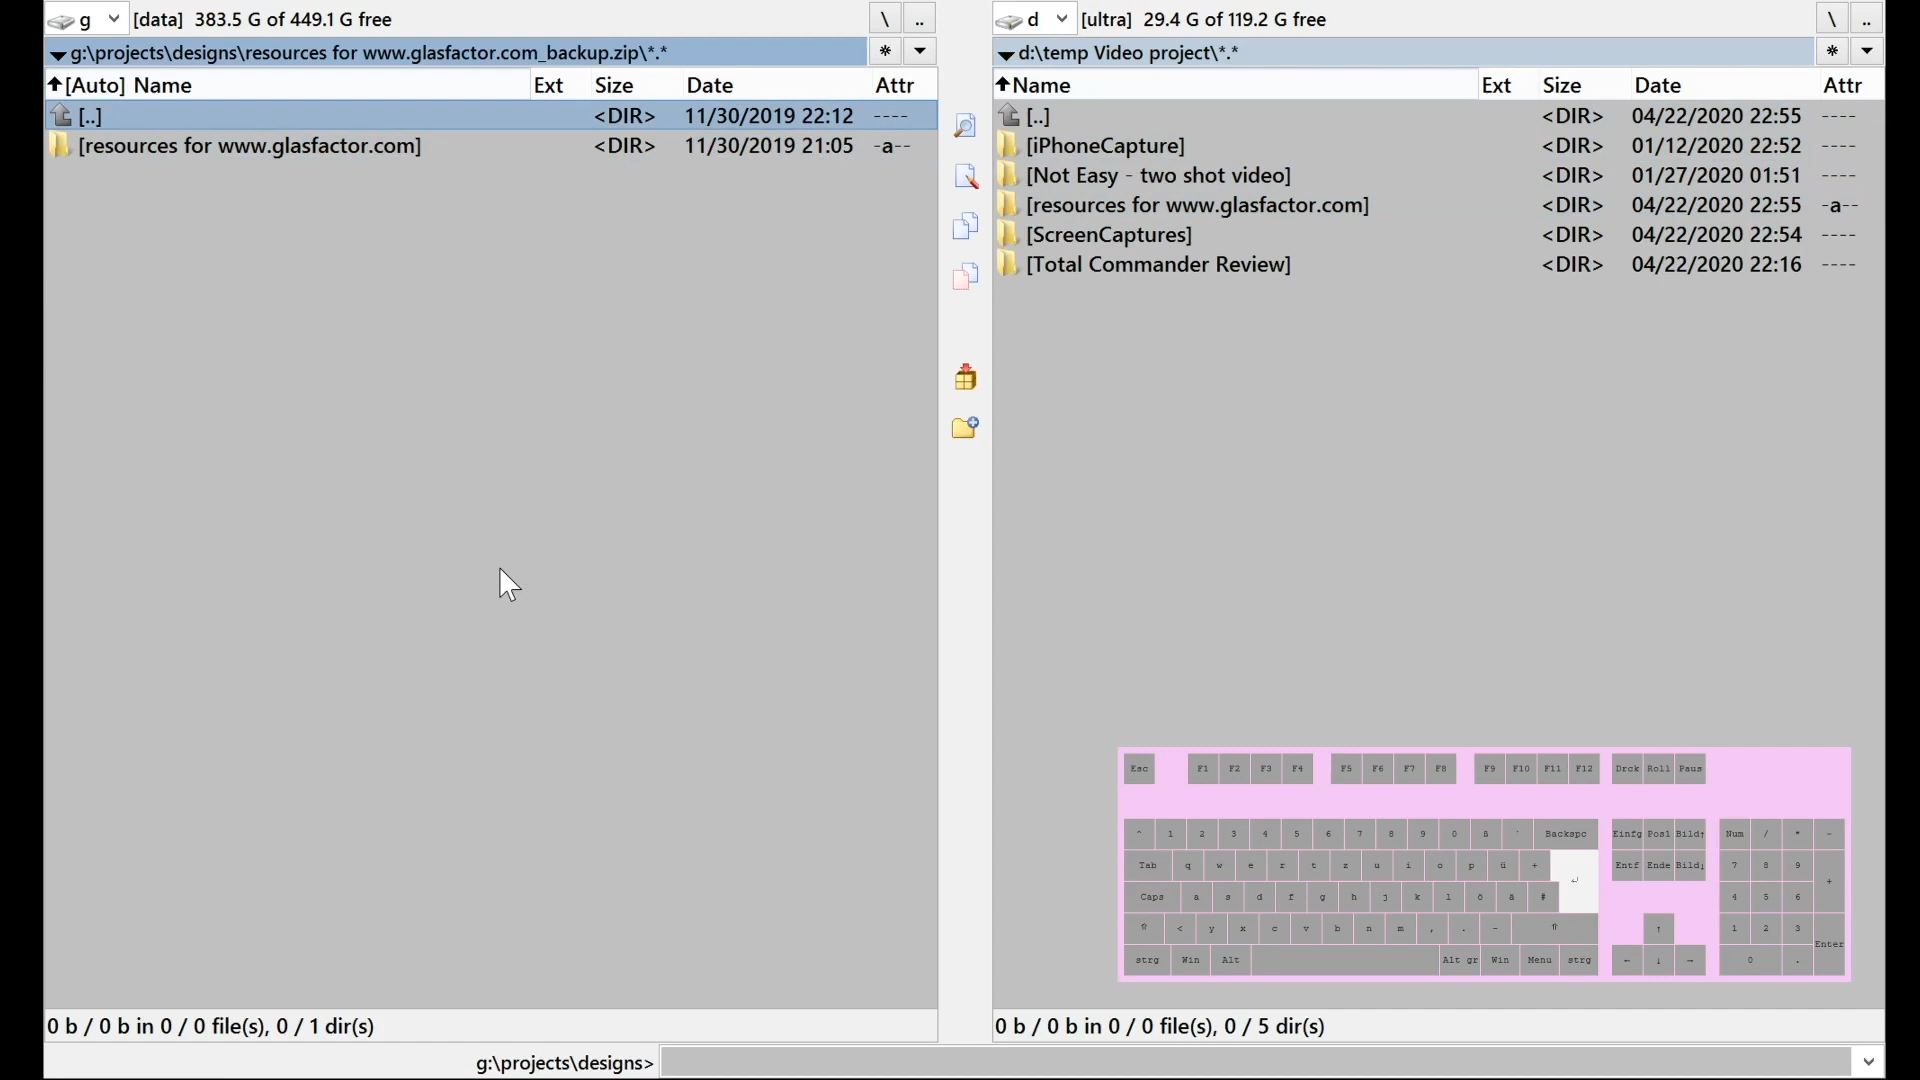 g [data] 383.5 G of 449.1 G free \ ..
g:\projects\designs\resources for www.glasfactor.com_backup.zip\*.* *
[Auto] Name Ext Size Date Attr
[..] <DIR> 11/30/2019 22:12 ----
[resources for www.glasfactor.com] <DIR> 11/30/2019 21:05 -a--
0 b / 0 b in 0 / 0 file(s), 0 / 1 dir(s)
d [ultra] 29.4 G of 119.2 G free \ ..
d:\temp Video project\*.* *
Name Ext Size Date Attr
[..] <DIR> 04/22/2020 22:55 ----
[iPhoneCapture] <DIR> 01/12/2020 22:52 ----
[Not Easy - two shot video] <DIR> 01/27/2020 01:51 ----
[resources for www.glasfactor.com] <DIR> 04/22/2020 22:55 -a--
[ScreenCaptures] <DIR> 04/22/2020 22:54 ----
[Total Commander Review] <DIR> 04/22/2020 22:16 ----
Esc F1 F2 F3 F4 F5 F6 F7 F8 F9 F10 F11 F12 Drck Roll Paus
^ 1 2 3 4 5 6 7 8 9 0 ß ´ Backspc Einfg Pos1 Bild↑ Num / * -
Tab q w e r t z u i o p ü + ↵ Entf Ende Bild↓ 7 8 9 +
Caps a s d f g h j k l ö ä # 4 5 6
⇧ < y x c v b n m , . - ⇧ ↑ 1 2 3 Enter
strg Win Alt Alt gr Win Menu strg ← ↓ → 0 .
0 b / 0 b in 0 / 0 file(s), 0 / 5 dir(s)
g:\projects\designs>